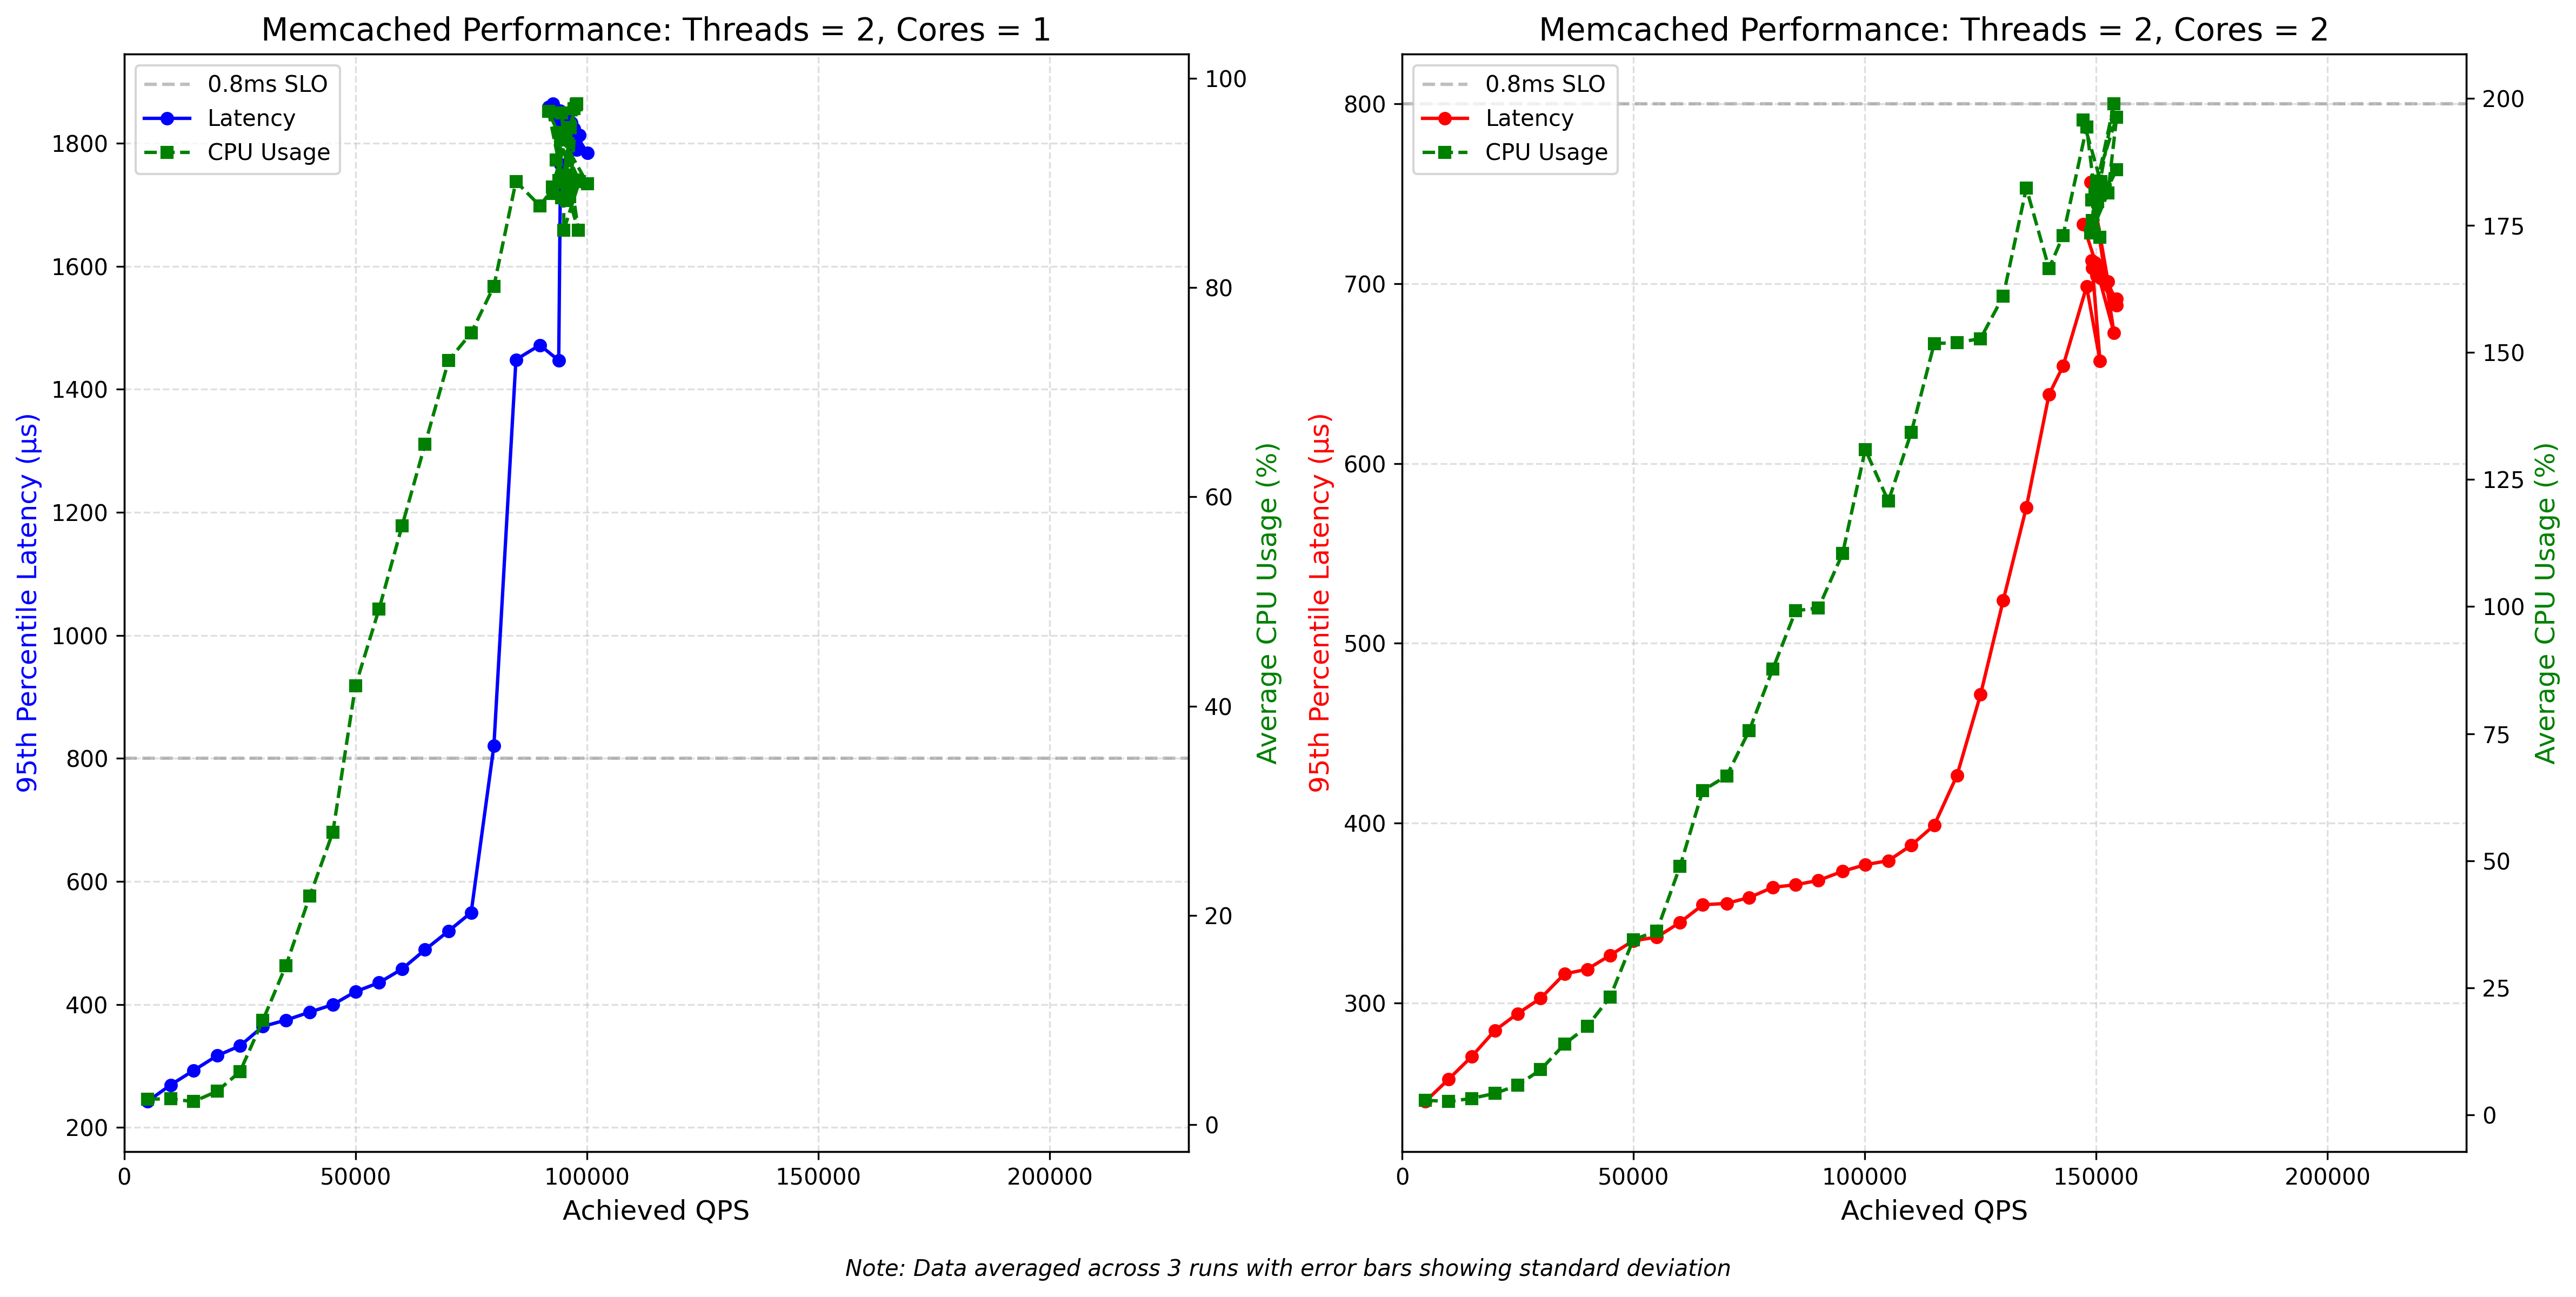 Memcached Performance: Threads = 2, Cores = 1
0.8ms SLO
Latency
CPU Usage
95th Percentile Latency (µs)
1800
1600
1400
1200
1000
800
600
400
200
100
80
60
40
20
0
Average CPU Usage (%)
0
50000
100000
150000
200000
Achieved QPS
Memcached Performance: Threads = 2, Cores = 2
0.8ms SLO
Latency
CPU Usage
95th Percentile Latency (µs)
800
700
600
500
400
300
200
175
150
125
100
75
50
25
0
Average CPU Usage (%)
0
50000
100000
150000
200000
Achieved QPS
Note: Data averaged across 3 runs with error bars showing standard deviation